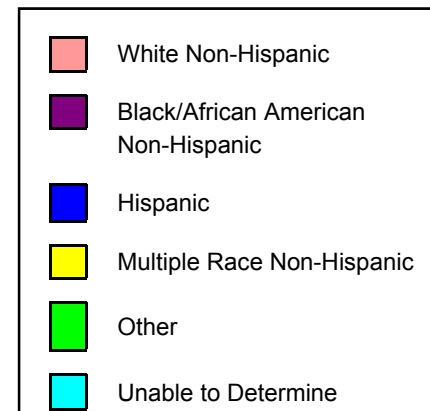 White Non-Hispanic
Black/African American
Non-Hispanic
Hispanic
Multiple Race Non-Hispanic
Other
Unable to Determine